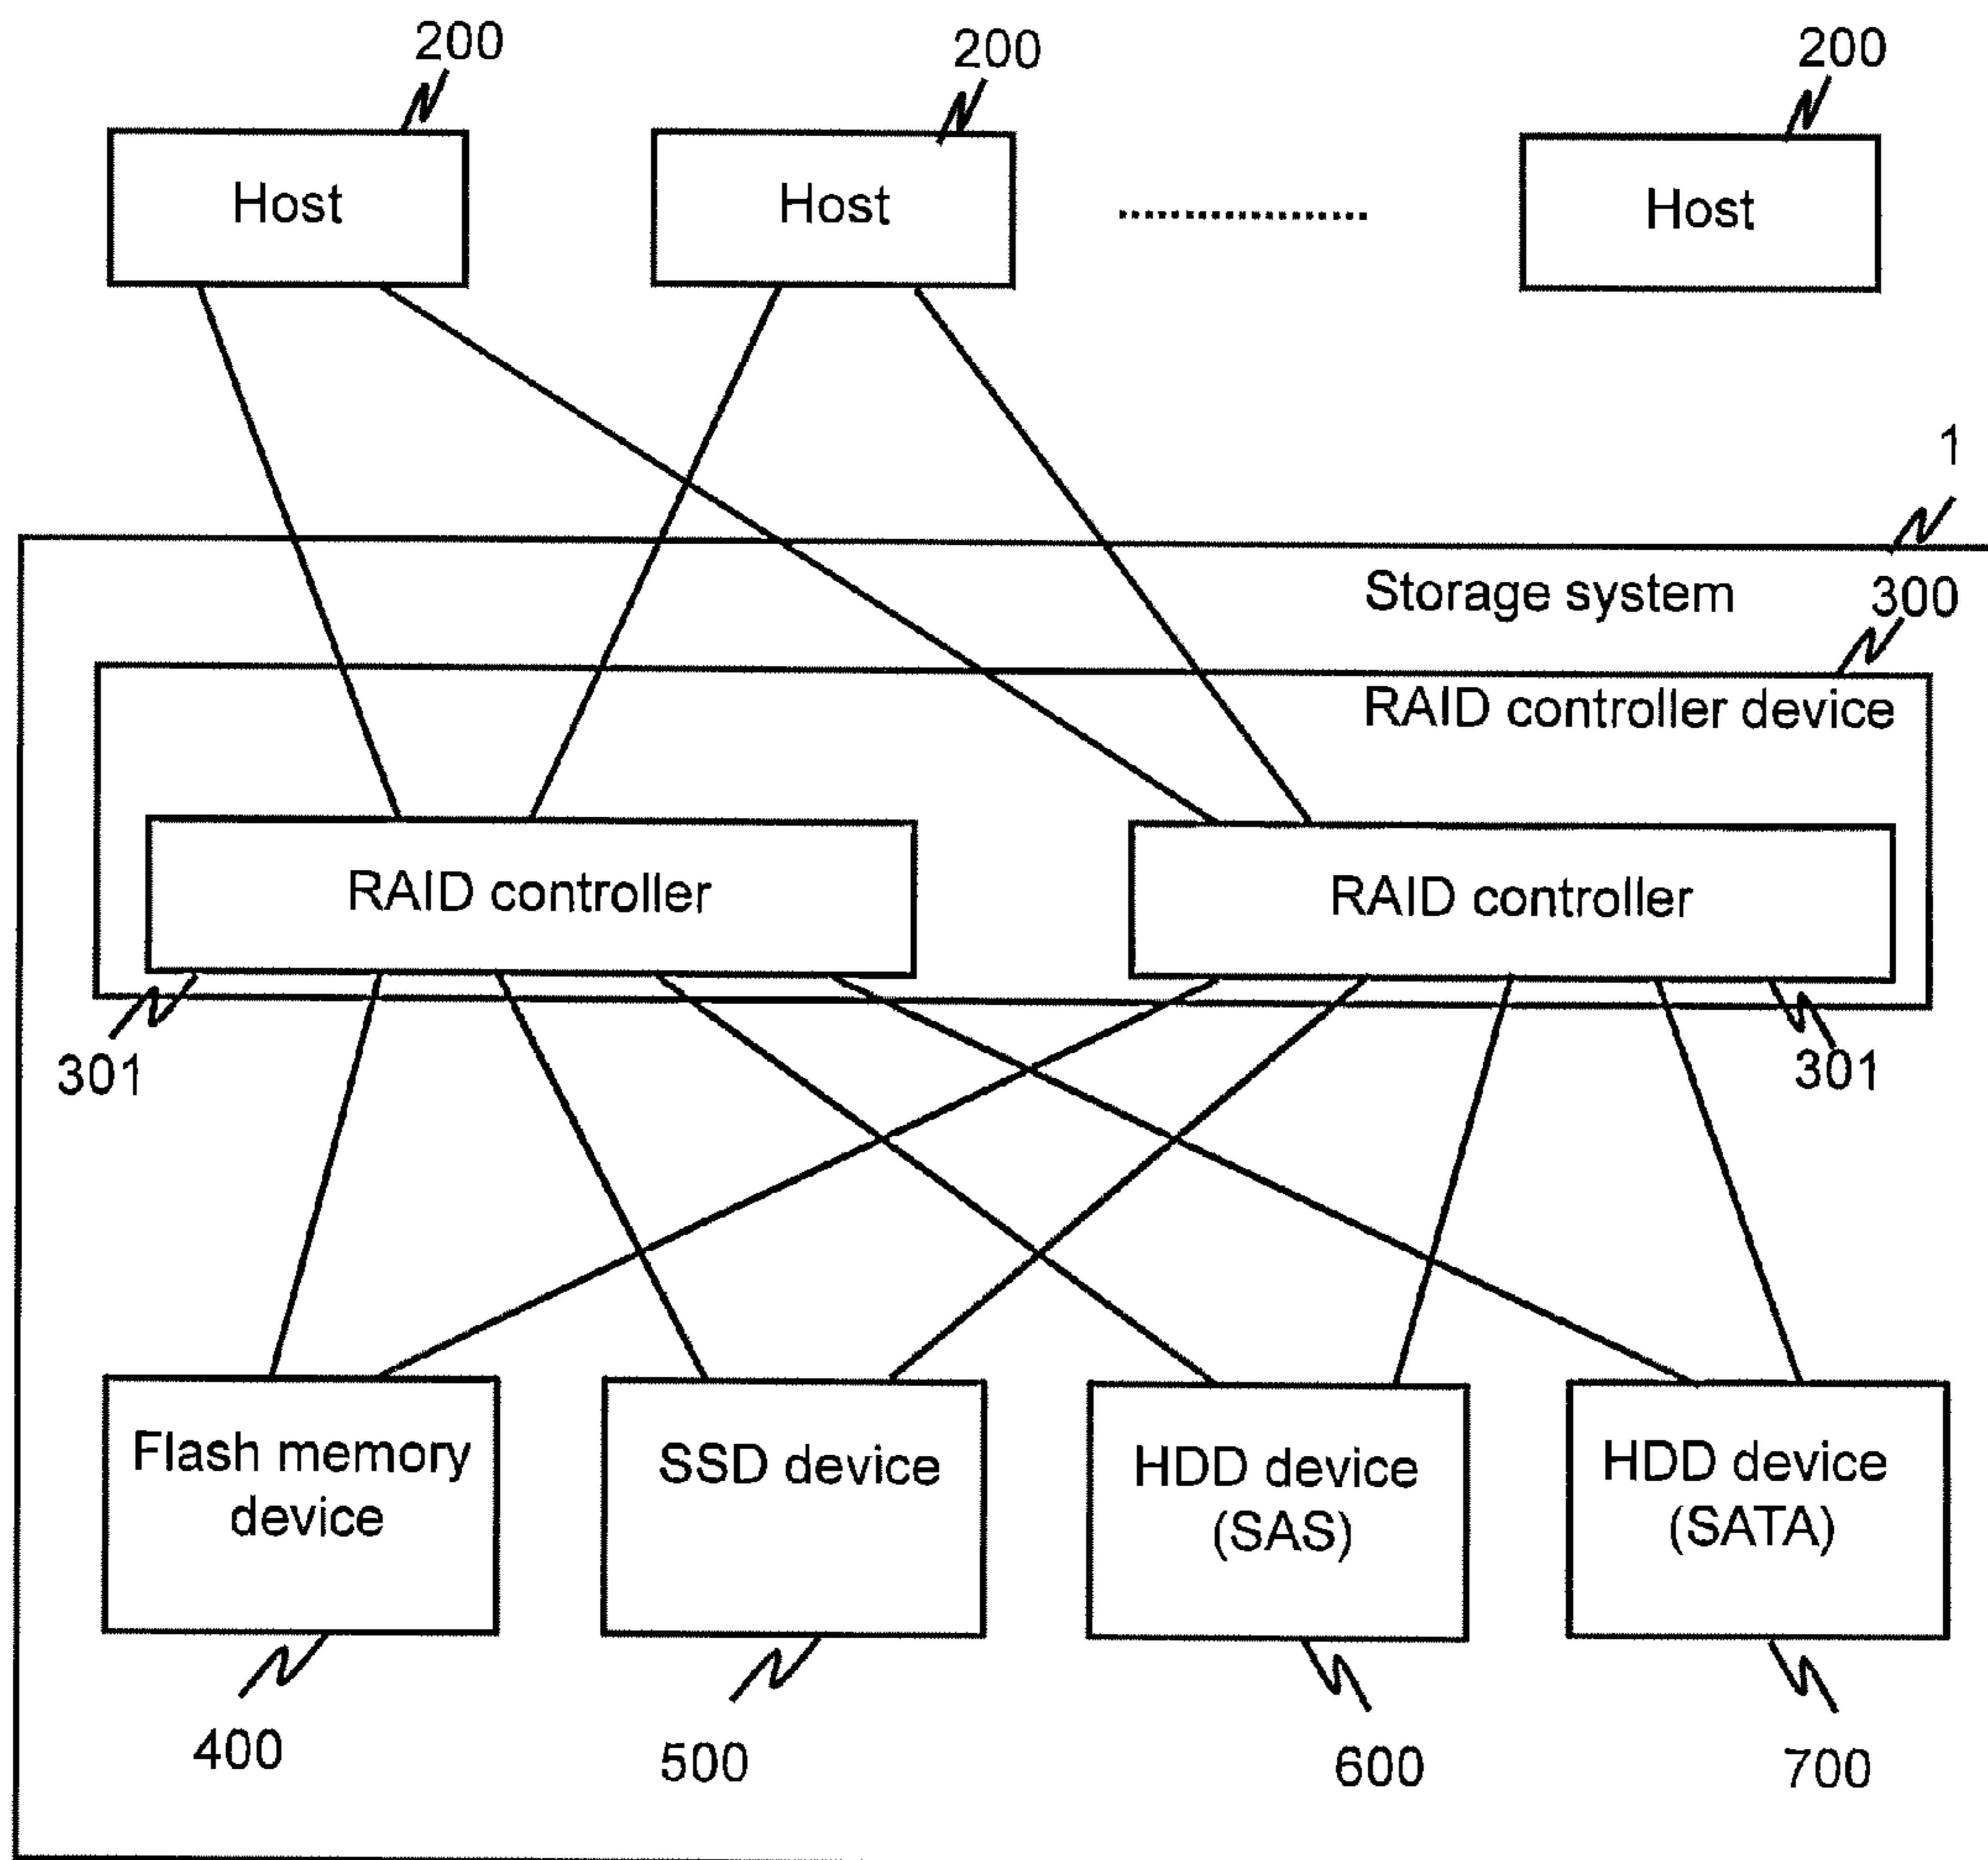 200
200
200
Host
Host
Host
1
Storage system
300
RAID controller device
RAID controller
RAID controller
301
301
Flash memory
device
SSD device
HDD device
(SAS)
HDD device
(SATA)
400
500
600
700